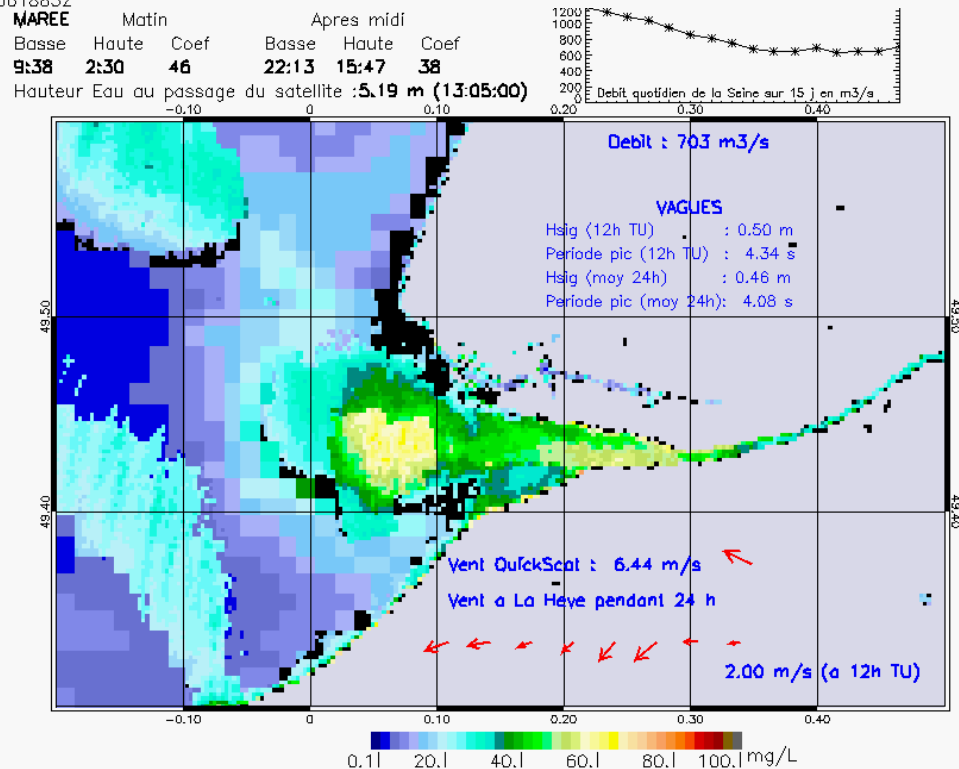 MAREE Matin Apres midi
Basse Haute Coef Basse Haute Coef
9:38 2:30 46 22:13 15:47 38
Hauteur Eau au passage du satellite :5.19 m (13:05:00)
1200
1000
800
600
400
200
0
Debit quotidien de la Seine sur 15 j en m3/s
-0.10 0 0.10 0.20 0.30 0.40
Debit : 703 m3/s
VAGUES
Hsig (12h TU) : 0.50 m
Periode pic (12h TU) : 4.34 s
Hsig (moy 24h) : 0.46 m
Periode pic (moy 24h): 4.08 s
49.50 49.50
49.40 49.40
Vent QuickScat : 6.44 m/s
Vent a La Heve pendant 24 h
2.00 m/s (a 12h TU)
-0.10 0 0.10 0.20 0.30 0.40
0.1| 20.| 40.| 60.| 80.| 100.| mg/L